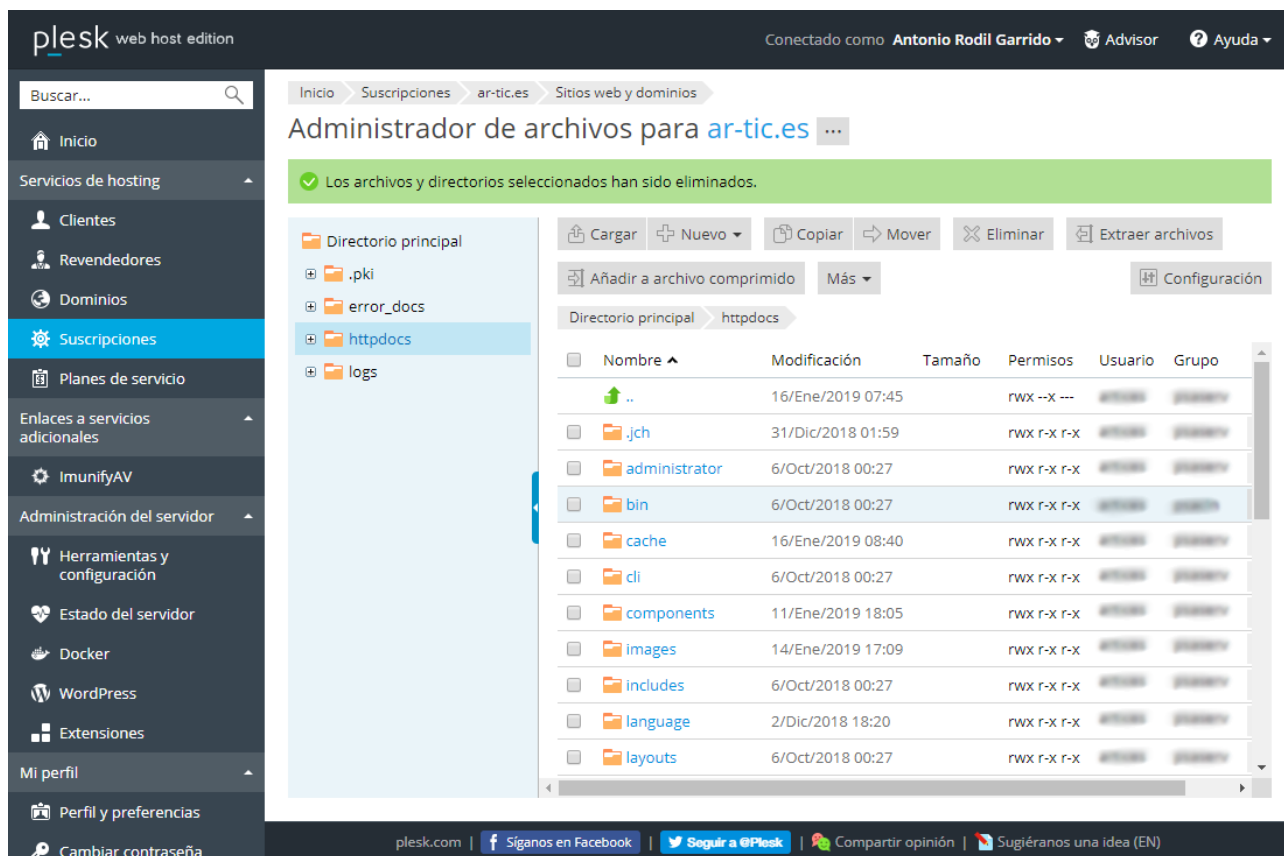 plesk web host edition
Conectado como Antonio Rodil Garrido
Advisor
Ayuda
Buscar...
Inicio
Servicios de hosting
Clientes
Revendedores
Dominios
Suscripciones
Planes de servicio
Enlaces a servicios
adicionales
ImunifyAV
Administración del servidor
Herramientas y
configuración
Estado del servidor
Docker
WordPress
Extensiones
Mi perfil
Perfil y preferencias
Cambiar contraseña
Inicio Suscripciones ar-tic.es Sitios web y dominios
Administrador de archivos para ar-tic.es ...
Los archivos y directorios seleccionados han sido eliminados.
Directorio principal
.pki
error_docs
httpdocs
logs
Cargar Nuevo Copiar Mover Eliminar Extraer archivos
Añadir a archivo comprimido Más Configuración
Directorio principal httpdocs
Nombre Modificación Tamaño Permisos Usuario Grupo
.. 16/Ene/2019 07:45 rwx --x ---
.jch 31/Dic/2018 01:59 rwx r-x r-x
administrator 6/Oct/2018 00:27 rwx r-x r-x
bin 6/Oct/2018 00:27 rwx r-x r-x
cache 16/Ene/2019 08:40 rwx r-x r-x
cli 6/Oct/2018 00:27 rwx r-x r-x
components 11/Ene/2019 18:05 rwx r-x r-x
images 14/Ene/2019 17:09 rwx r-x r-x
includes 6/Oct/2018 00:27 rwx r-x r-x
language 2/Dic/2018 18:20 rwx r-x r-x
layouts 6/Oct/2018 00:27 rwx r-x r-x
plesk.com | Síganos en Facebook | Seguir a @Plesk | Compartir opinión | Sugiéranos una idea (EN)